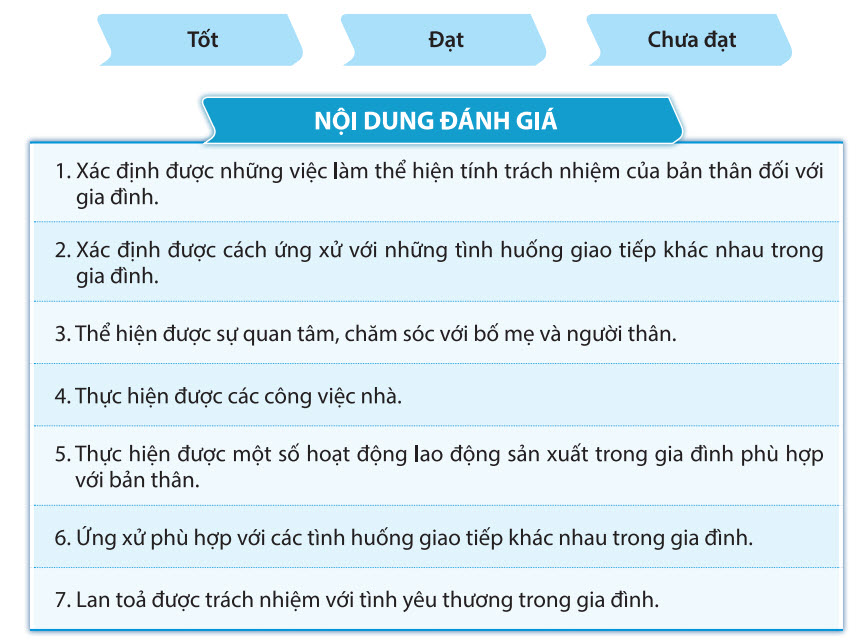 Tốt
Đạt
Chưa đạt
NỘI DUNG ĐÁNH GIÁ
1. Xác định được những việc làm thể hiện tính trách nhiệm của bản thân đối với
gia đình.
2. Xác định được cách ứng xử với những tình huống giao tiếp khác nhau trong
gia đình.
3. Thể hiện được sự quan tâm, chăm sóc với bố mẹ và người thân.
4. Thực hiện được các công việc nhà.
5. Thực hiện được một số hoạt động lao động sản xuất trong gia đình phù hợp
với bản thân.
6. Ứng xử phù hợp với các tình huống giao tiếp khác nhau trong gia đình.
7. Lan toả được trách nhiệm với tình yêu thương trong gia đình.